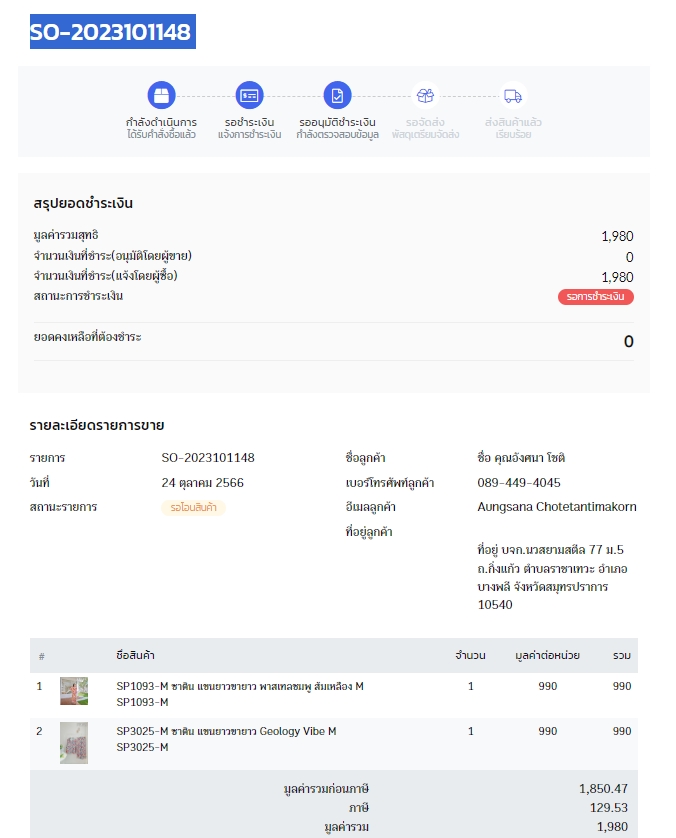 SO-2023101148
กำลังดำเนินการ
ได้รับคำสั่งซื้อแล้ว
รอชำระเงิน
แจ้งการชำระเงิน
รออนุมัติชำระเงิน
กำลังตรวจสอบข้อมูล
รอจัดส่ง
พัสดุเตรียมจัดส่ง
ส่งสินค้าแล้ว
เรียบร้อย
สรุปยอดชำระเงิน
มูลค่ารวมสุทธิ 1,980
จำนวนเงินที่ชำระ(อนุมัติโดยผู้ขาย) 0
จำนวนเงินที่ชำระ(แจ้งโดยผู้ซื้อ) 1,980
สถานะการชำระเงิน รอการชำระเงิน
ยอดคงเหลือที่ต้องชำระ 0
รายละเอียดรายการขาย
รายการ SO-2023101148
วันที่ 24 ตุลาคม 2566
สถานะรายการ รอโอนสินค้า
ชื่อลูกค้า ชื่อ คุณอังศนา โชติ
เบอร์โทรศัพท์ลูกค้า 089-449-4045
อีเมลลูกค้า Aungsana Chotetantimakorn
ที่อยู่ลูกค้า
ที่อยู่ บจก.นวสยามสตีล 77 ม.5
ถ.กิ่งแก้ว ตำบลราชาเทวะ อำเภอ
บางพลี จังหวัดสมุทรปราการ
10540
# ชื่อสินค้า จำนวน มูลค่าต่อหน่วย รวม
1 SP1093-M ซาติน แขนยาวขายาว พาสเทลชมพู ส้มเหลือง M 1 990 990
SP1093-M
2 SP3025-M ซาติน แขนยาวขายาว Geology Vibe M 1 990 990
SP3025-M
มูลค่ารวมก่อนภาษี 1,850.47
ภาษี 129.53
มูลค่ารวม 1,980